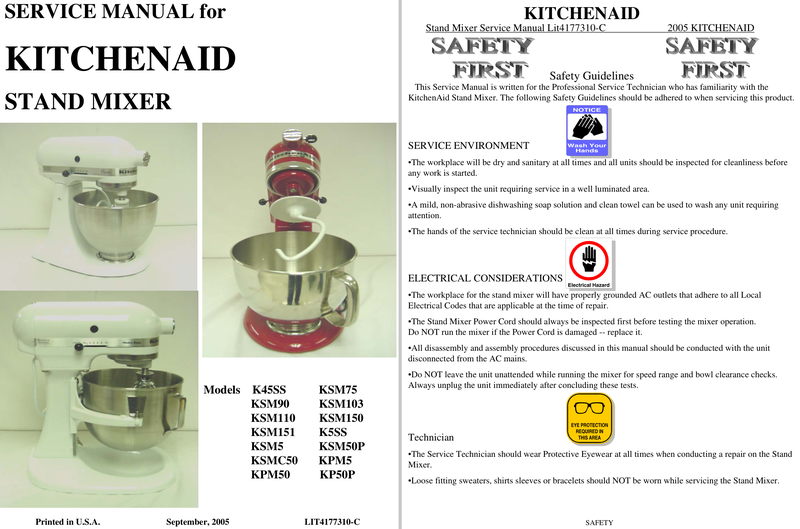 SERVICE MANUAL for
KITCHENAID
STAND MIXER
Models K45SS KSM75
KSM90 KSM103
KSM110 KSM150
KSM151 K5SS
KSM5 KSM50P
KSMC50 KPM5
KPM50 KP50P
Printed in U.S.A. September, 2005 LIT4177310-C
KITCHENAID
Stand Mixer Service Manual Lit4177310-C 2005 KITCHENAID
SAFETY FIRST
SAFETY FIRST
Safety Guidelines
This Service Manual is written for the Professional Service Technician who has familiarity with the
KitchenAid Stand Mixer. The following Safety Guidelines should be adhered to when servicing this product.
NOTICE
Wash Your
Hands
SERVICE ENVIRONMENT
•The workplace will be dry and sanitary at all times and all units should be inspected for cleanliness before
any work is started.
•Visually inspect the unit requiring service in a well luminated area.
•A mild, non-abrasive dishwashing soap solution and clean towel can be used to wash any unit requiring
attention.
•The hands of the service technician should be clean at all times during service procedure.
ELECTRICAL CONSIDERATIONS
Electrical Hazard
•The workplace for the stand mixer will have properly grounded AC outlets that adhere to all Local
Electrical Codes that are applicable at the time of repair.
•The Stand Mixer Power Cord should always be inspected first before testing the mixer operation.
Do NOT run the mixer if the Power Cord is damaged -- replace it.
•All disassembly and assembly procedures discussed in this manual should be conducted with the unit
disconnected from the AC mains.
•Do NOT leave the unit unattended while running the mixer for speed range and bowl clearance checks.
Always unplug the unit immediately after concluding these tests.
EYE PROTECTION
REQUIRED IN
THIS AREA
Technician
•The Service Technician should wear Protective Eyewear at all times when conducting a repair on the Stand
Mixer.
•Loose fitting sweaters, shirts sleeves or bracelets should NOT be worn while servicing the Stand Mixer.
SAFETY